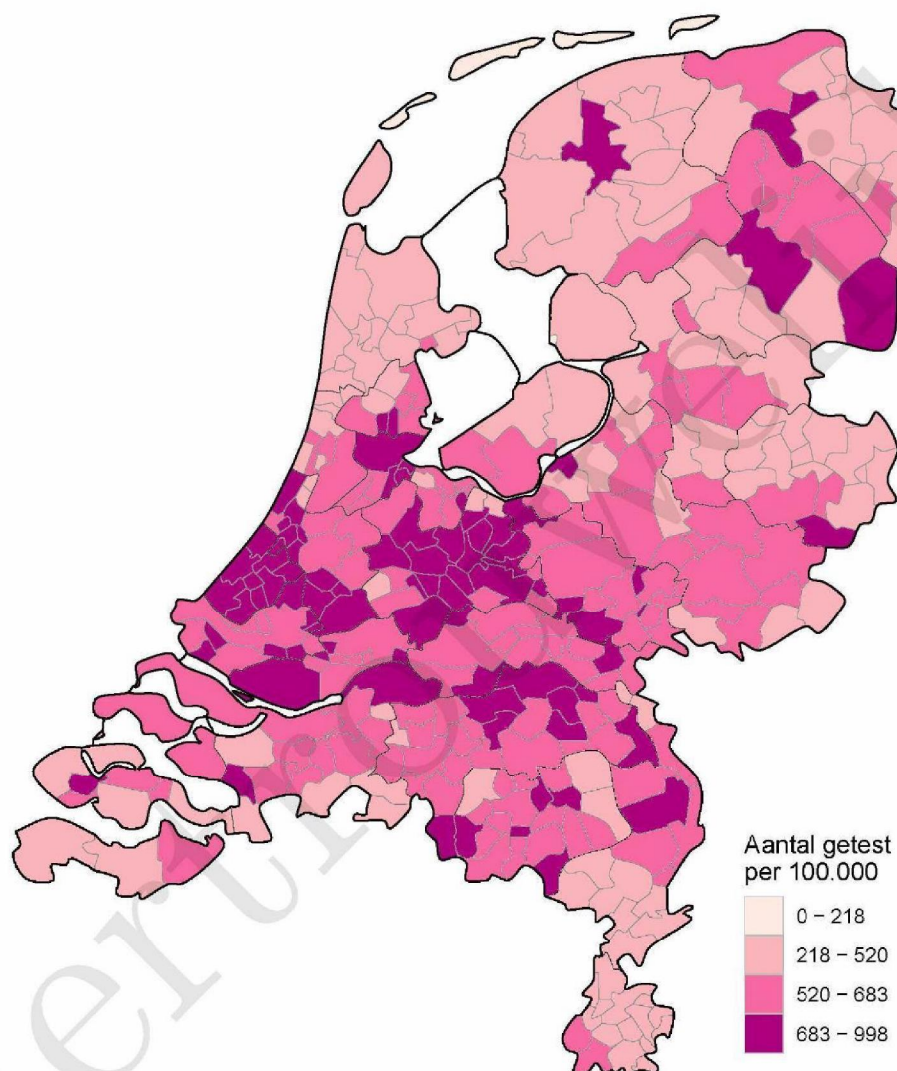 Aantal getest
per 100.000
0 – 218
218 – 520
520 – 683
683 – 998